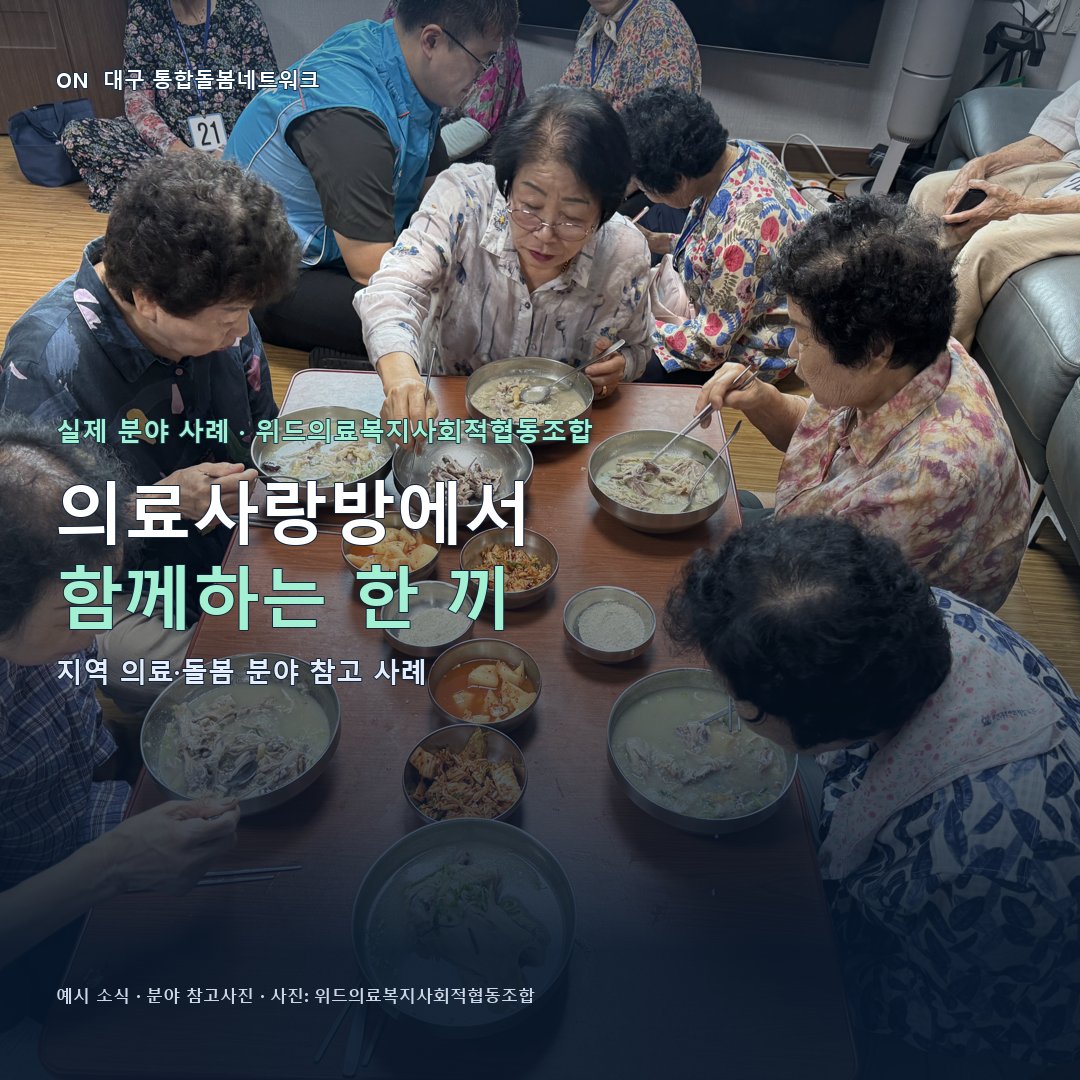 ON 대구 통합돌봄네트워크
21
실제 분야 사례 · 위드의료복지사회적협동조합
의료사랑방에서
함께하는 한 끼
지역 의료·돌봄 분야 참고 사례
예시 소식 · 분야 참고사진 · 사진: 위드의료복지사회적협동조합